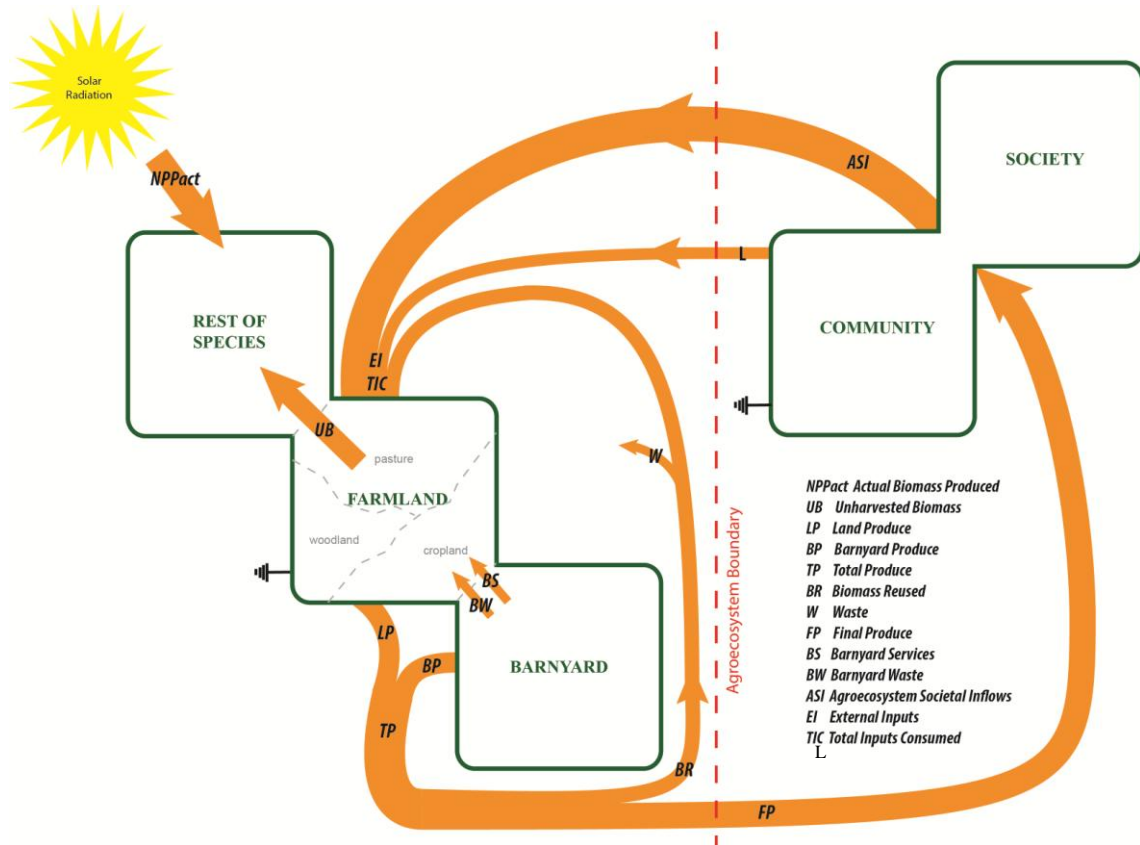 Solar
Radiation
NPPact
ASI
SOCIETY
L
COMMUNITY
REST OF
SPECIES
EI
TIC
UB
pasture
FARMLAND
woodland
cropland
BS
BW
W
LP
BP
BARNYARD
TP
BR
FP
Agroecosystem Boundary
NPPact Actual Biomass Produced
UB Unharvested Biomass
LP Land Produce
BP Barnyard Produce
TP Total Produce
BR Biomass Reused
W Waste
FP Final Produce
BS Barnyard Services
BW Barnyard Waste
ASI Agroecosystem Societal Inflows
EI External Inputs
TIC Total Inputs Consumed
L